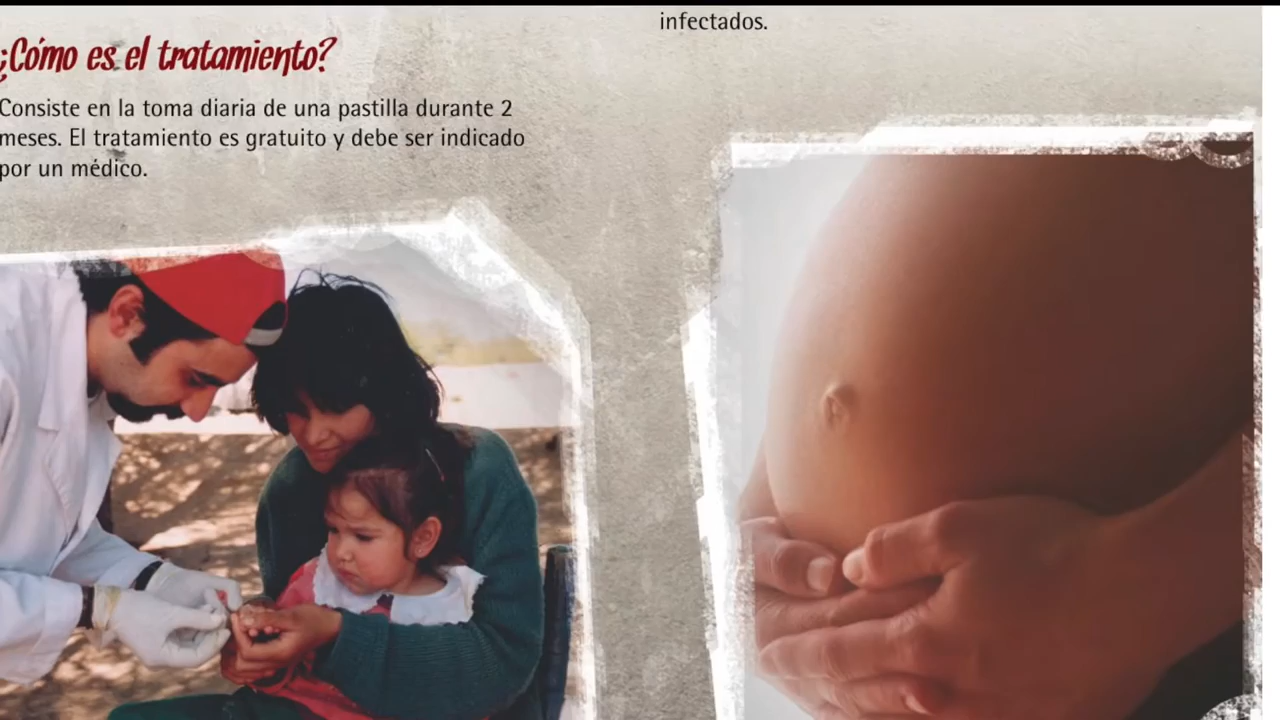 infectados.
¿Cómo es el tratamiento?
Consiste en la toma diaria de una pastilla durante 2
meses. El tratamiento es gratuito y debe ser indicado
por un médico.